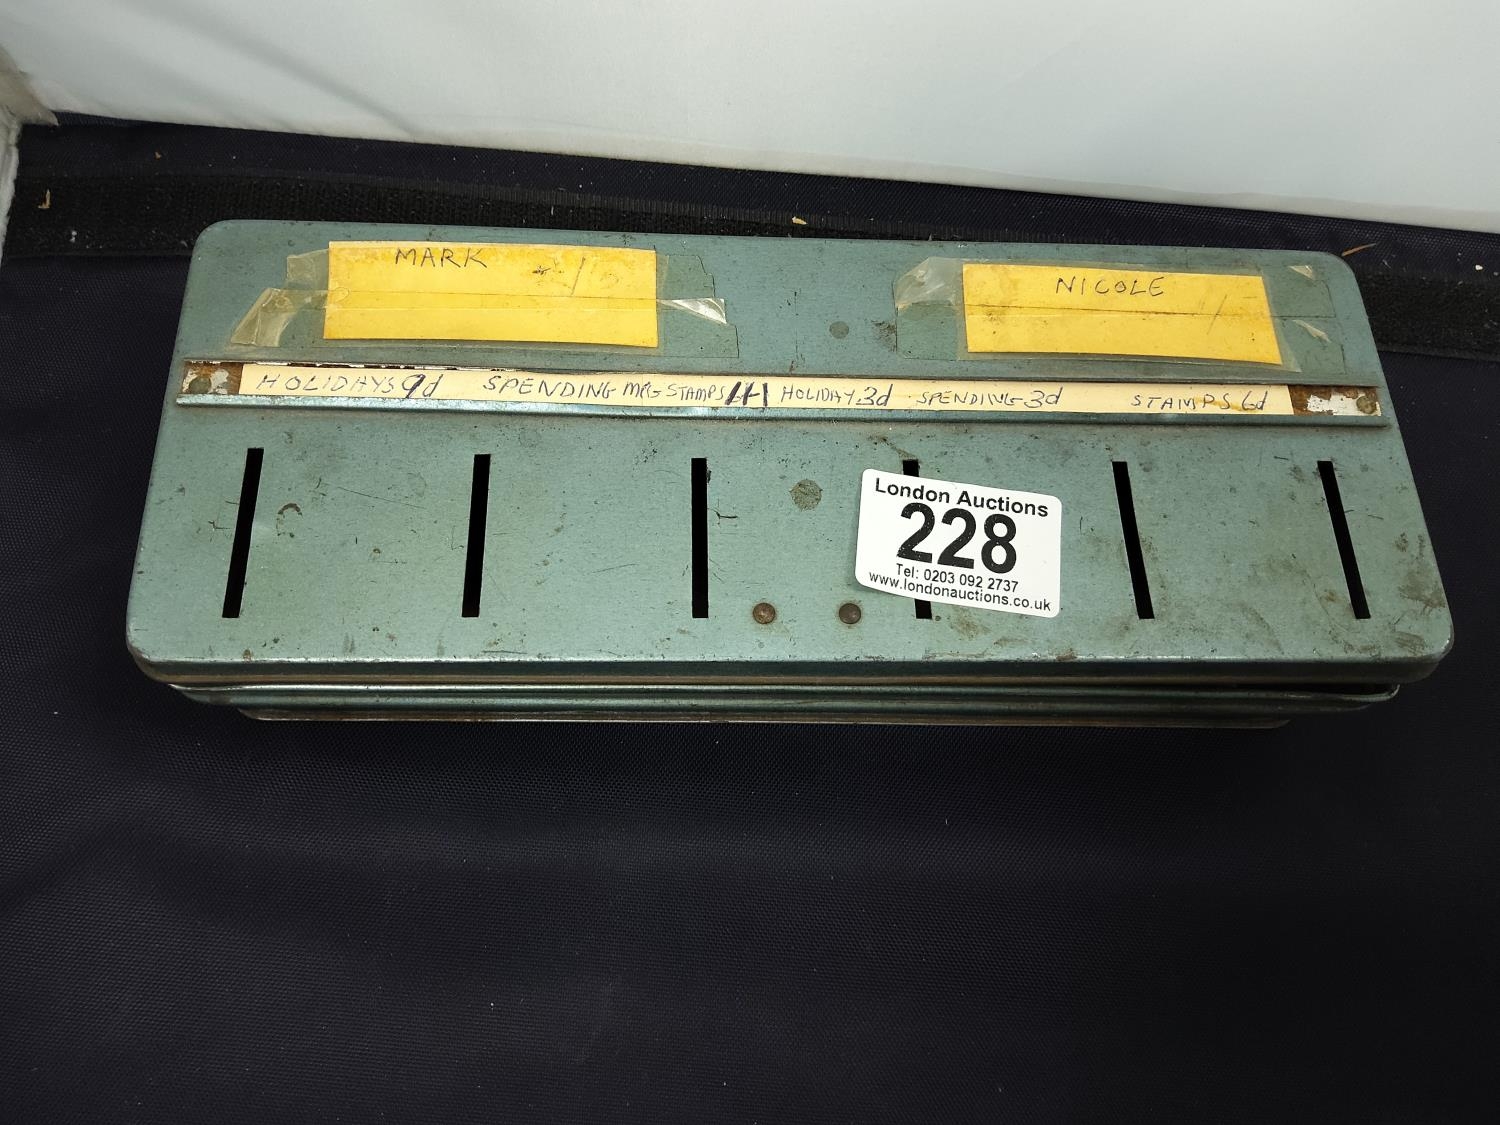 MARK
NICOLE
HOLIDAYS 9d SPENDING STAMPS HOLIDAY 3d SPENDING 3d STAMPS 6d
London Auctions
228
Tel: 0203 092 2737
www.londonauctions.co.uk